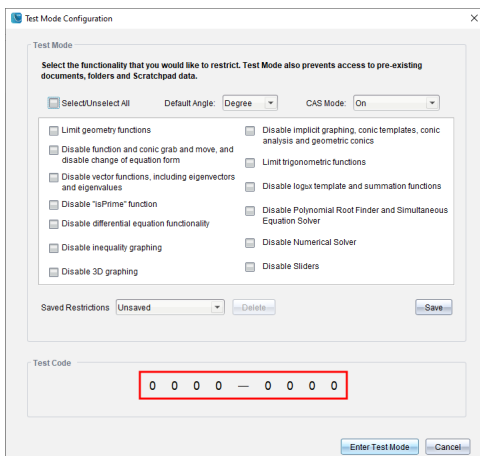 Test Mode Configuration
Test Mode
Select the functionality that you would like to restrict. Test Mode also prevents access to pre-existing
documents, folders and Scratchpad data.
Select/Unselect All Default Angle: Degree CAS Mode: On
Limit geometry functions
Disable function and conic grab and move, and
disable change of equation form
Disable vector functions, including eigenvectors
and eigenvalues
Disable "isPrime" function
Disable differential equation functionality
Disable inequality graphing
Disable 3D graphing
Disable implicit graphing, conic templates, conic
analysis and geometric conics
Limit trigonometric functions
Disable logbx template and summation functions
Disable Polynomial Root Finder and Simultaneous
Equation Solver
Disable Numerical Solver
Disable Sliders
Saved Restrictions Unsaved Delete Save
Test Code
0 0 0 0 — 0 0 0 0
Enter Test Mode Cancel